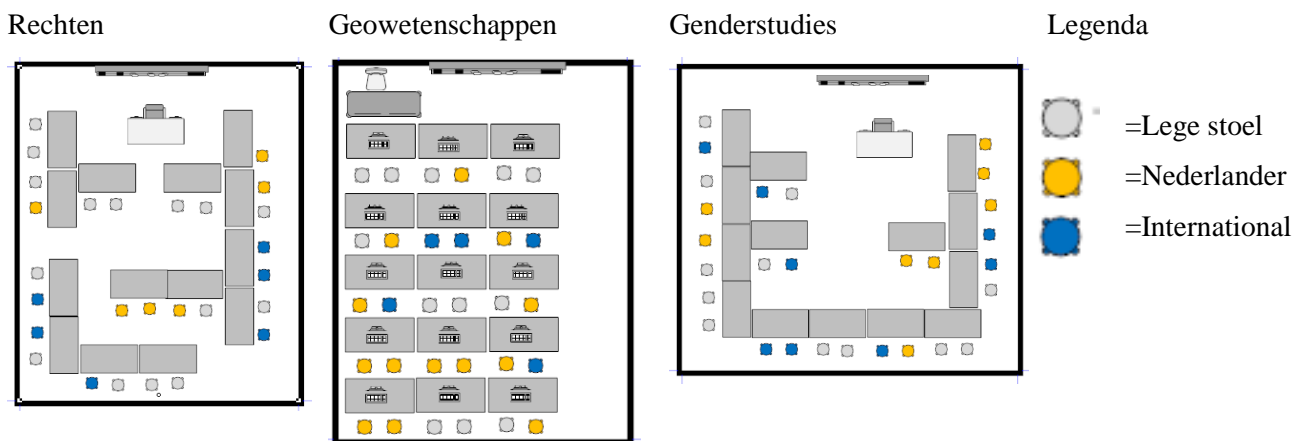 Rechten
Geowetenschappen
Genderstudies
Legenda
=Lege stoel
=Nederlander
=International